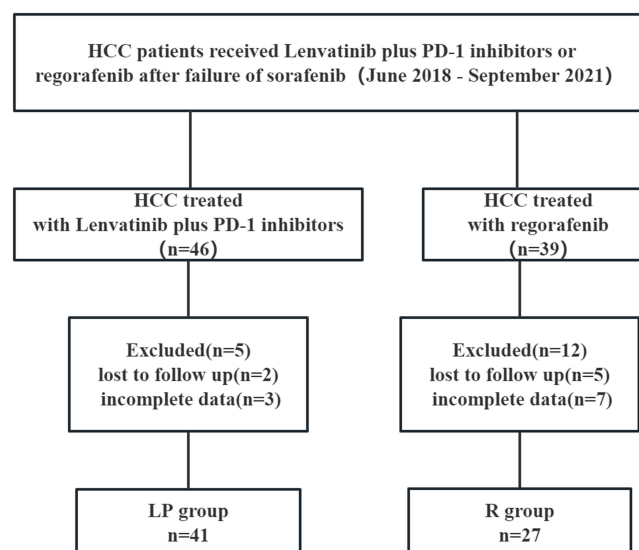 HCC patients received Lenvatinib plus PD-1 inhibitors or
regorafenib after failure of sorafenib（June 2018 - September 2021）
HCC treated
with Lenvatinib plus PD-1 inhibitors
(n=46)
HCC treated
with regorafenib
(n=39)
Excluded(n=5)
lost to follow up(n=2)
incomplete data(n=3)
Excluded(n=12)
lost to follow up(n=5)
incomplete data(n=7)
LP group
n=41
R group
n=27